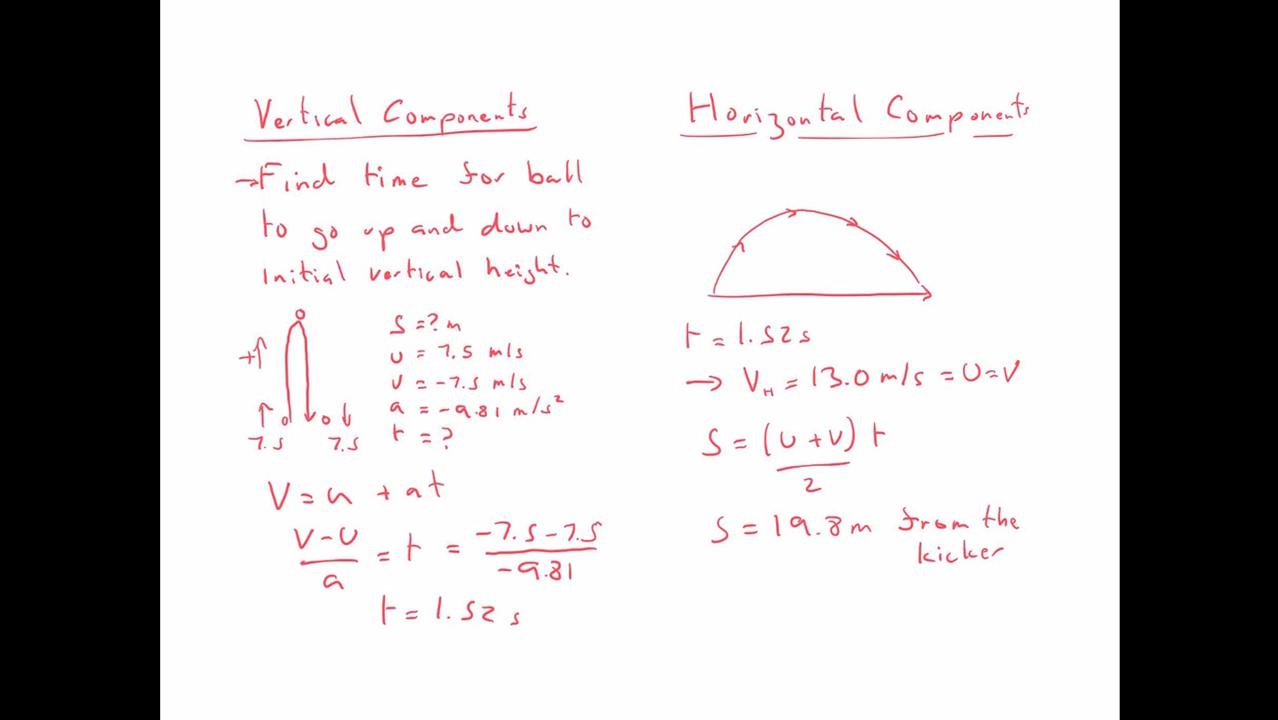 Vertical Components
→Find time for ball
to go up and down to
initial vertical height.
+
7.5
7.5
S = ? m
U = 7.5 m/s
V = -7.5 m/s
a = -9.81 m/s²
t = ?
V = u + at
V-U/a = t = -7.5-7.5/-9.81
t = 1.52 s
Horizontal Components
t = 1.52 s
→ V_H = 13.0 m/s = U = V
S = (U + V)/2 t
S = 19.8 m from the
kicker